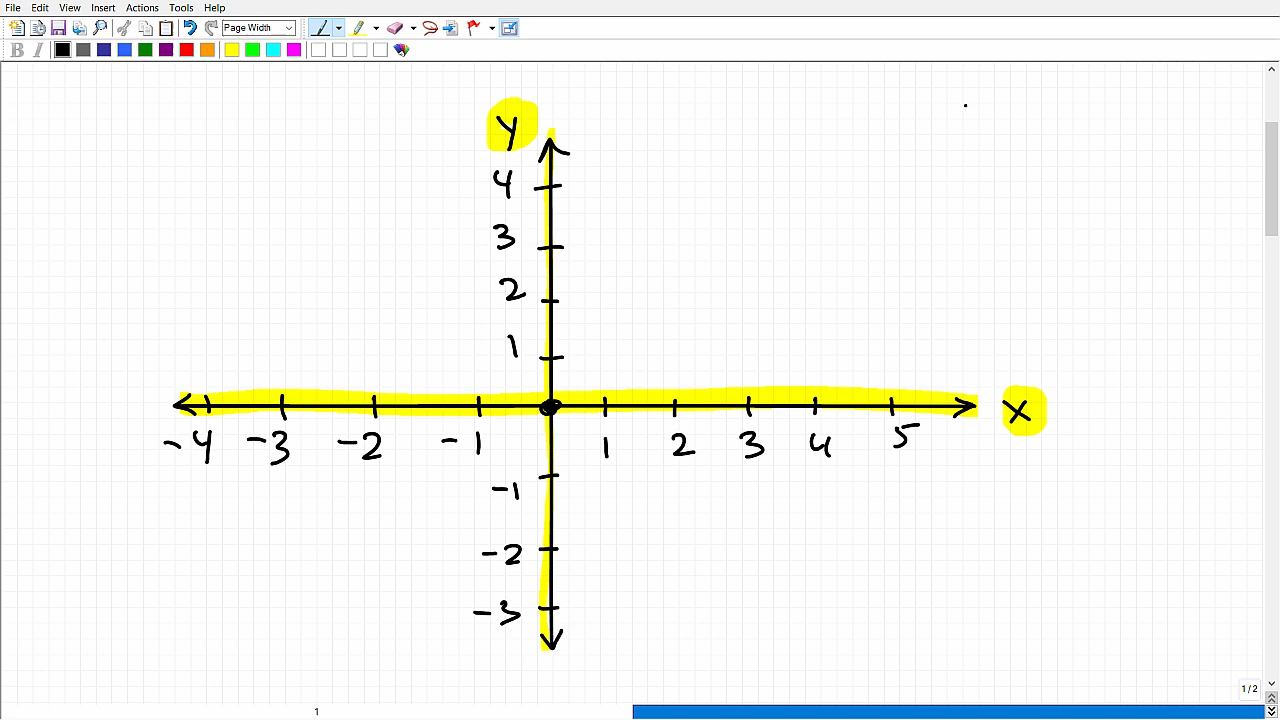 File Edit View Insert Actions Tools Help
Page Width
B I
y
4
3
2
1
x
-4 -3 -2 -1 1 2 3 4 5
-1
-2
-3
1/2
1